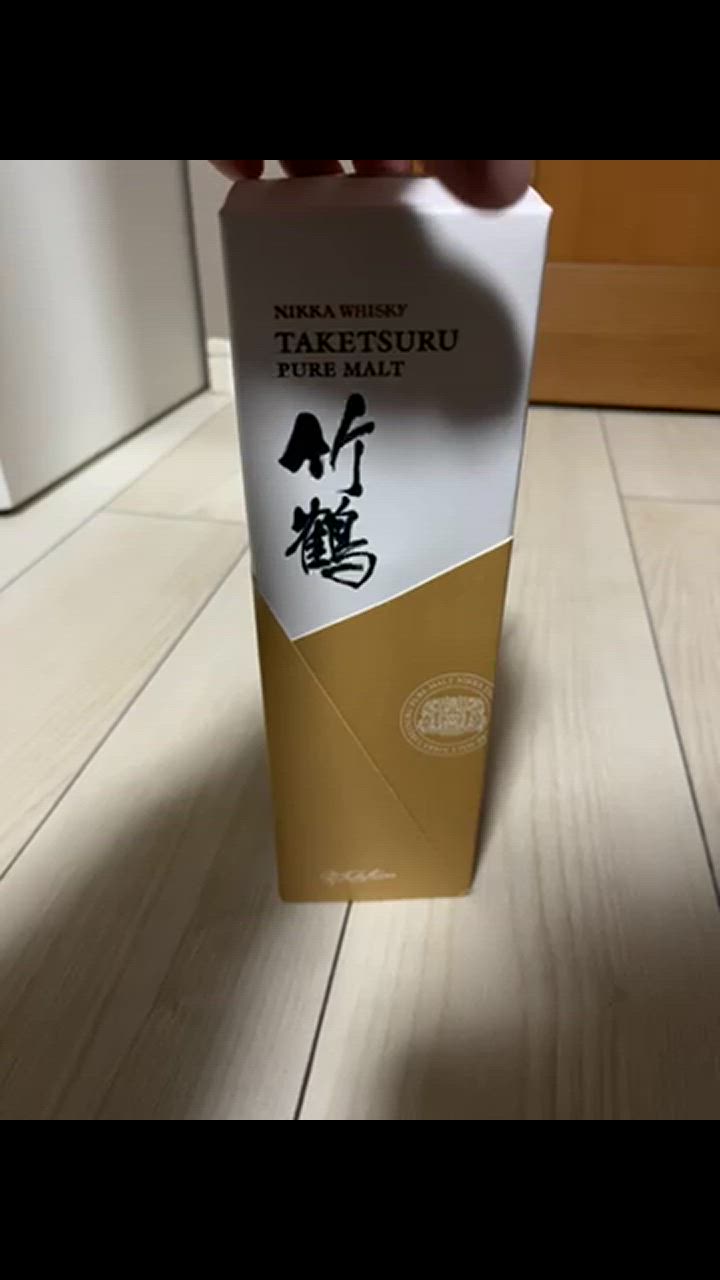 NIKKA WHISKY
TAKETSURU
PURE MALT
竹
鶴